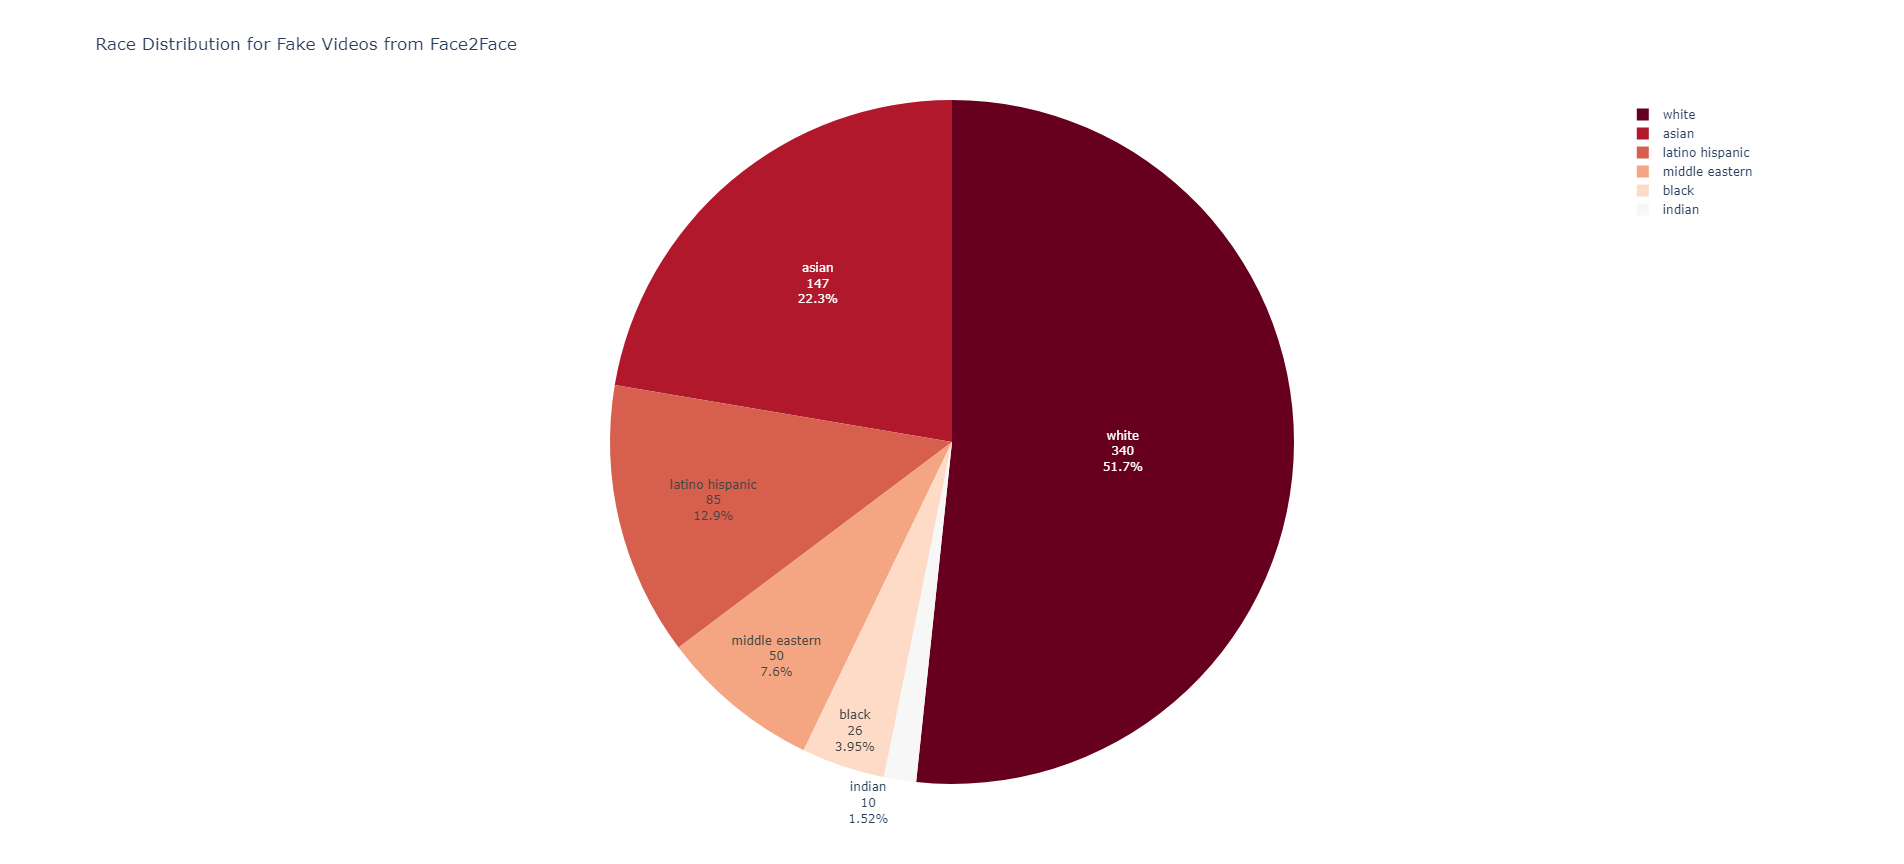 Race Distribution for Fake Videos from Face2Face
white
asian
latino hispanic
middle eastern
black
indian
asian
147
22.3%
white
340
51.7%
latino hispanic
85
12.9%
middle eastern
50
7.6%
black
26
3.95%
indian
10
1.52%